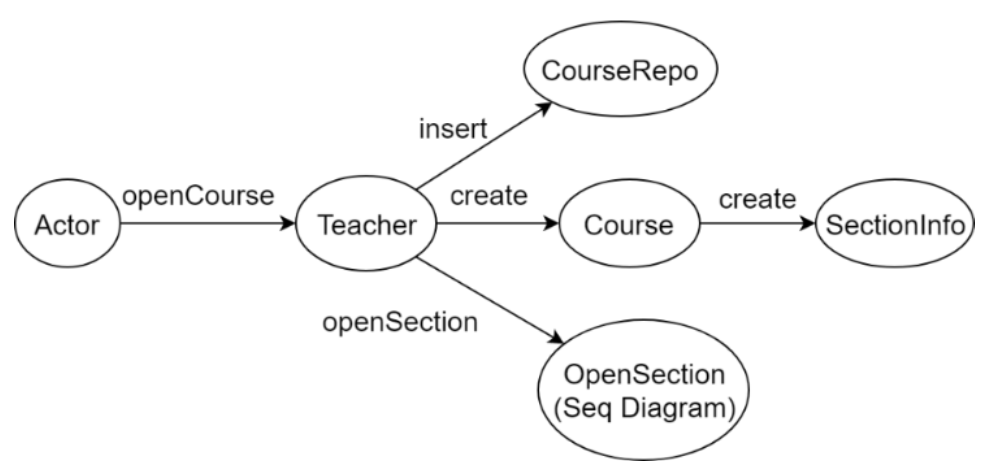 CourseRepo
insert
openCourse
create
create
Actor
Teacher
Course
SectionInfo
openSection
OpenSection
(Seq Diagram)